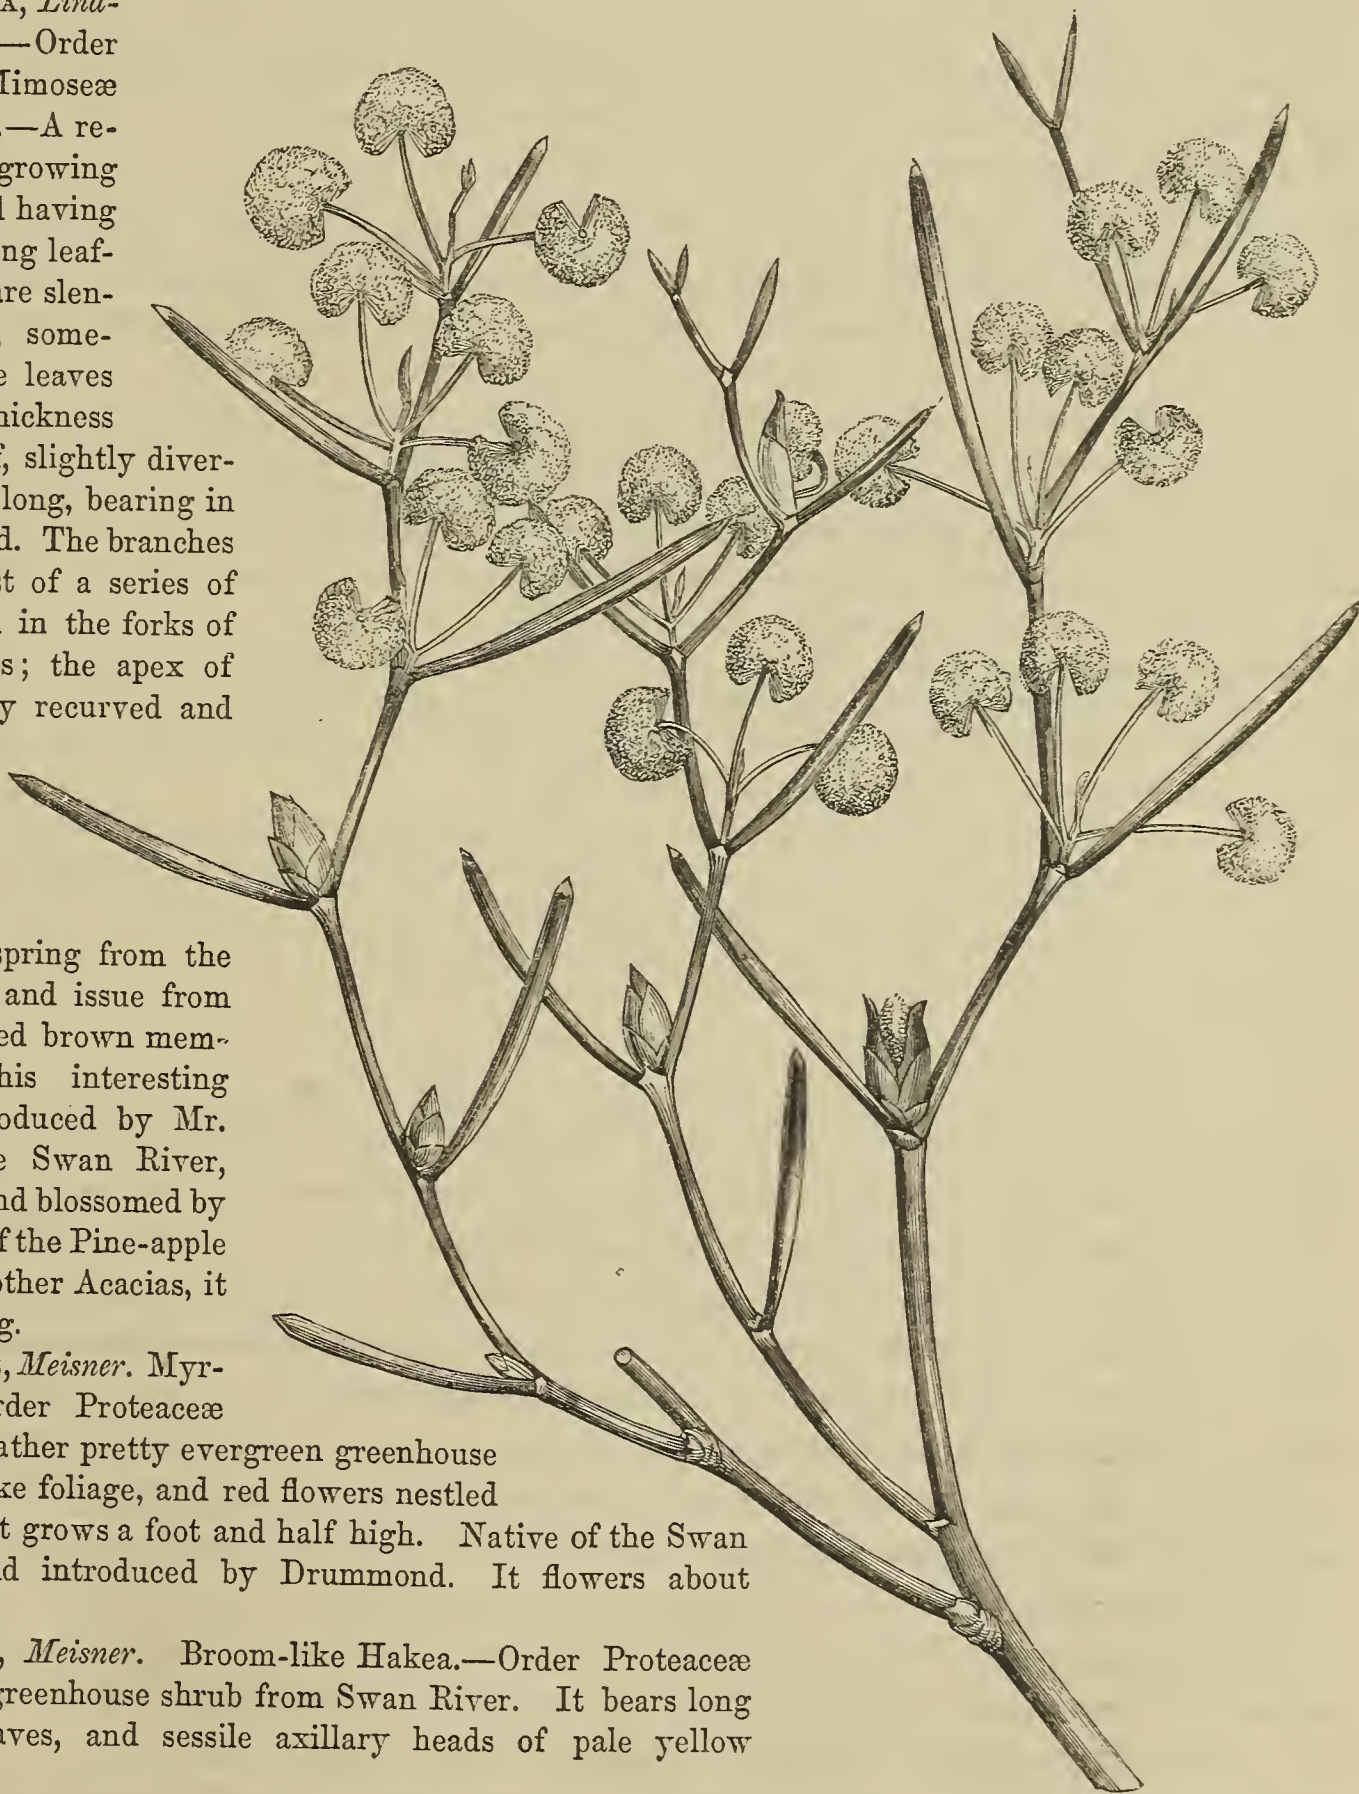 A, Lind-
—Order
Mimoseæ
.—A re-
growing
having
ng leaf-
are slen-
some-
e leaves
hickness
f, slightly diver-
long, bearing in
d. The branches
st of a series of
in the forks of
s; the apex of
y recurved and
spring from the
and issue from
ed brown mem-
his interesting
oduced by Mr.
e Swan River,
nd blossomed by
f the Pine-apple
other Acacias, it
g.
, Meisner. Myr-
rder Proteaceæ
ather pretty evergreen greenhouse
ke foliage, and red flowers nestled
t grows a foot and half high. Native of the Swan
d introduced by Drummond. It flowers about
, Meisner. Broom-like Hakea.—Order Proteaceæ
greenhouse shrub from Swan River. It bears long
aves, and sessile axillary heads of pale yellow